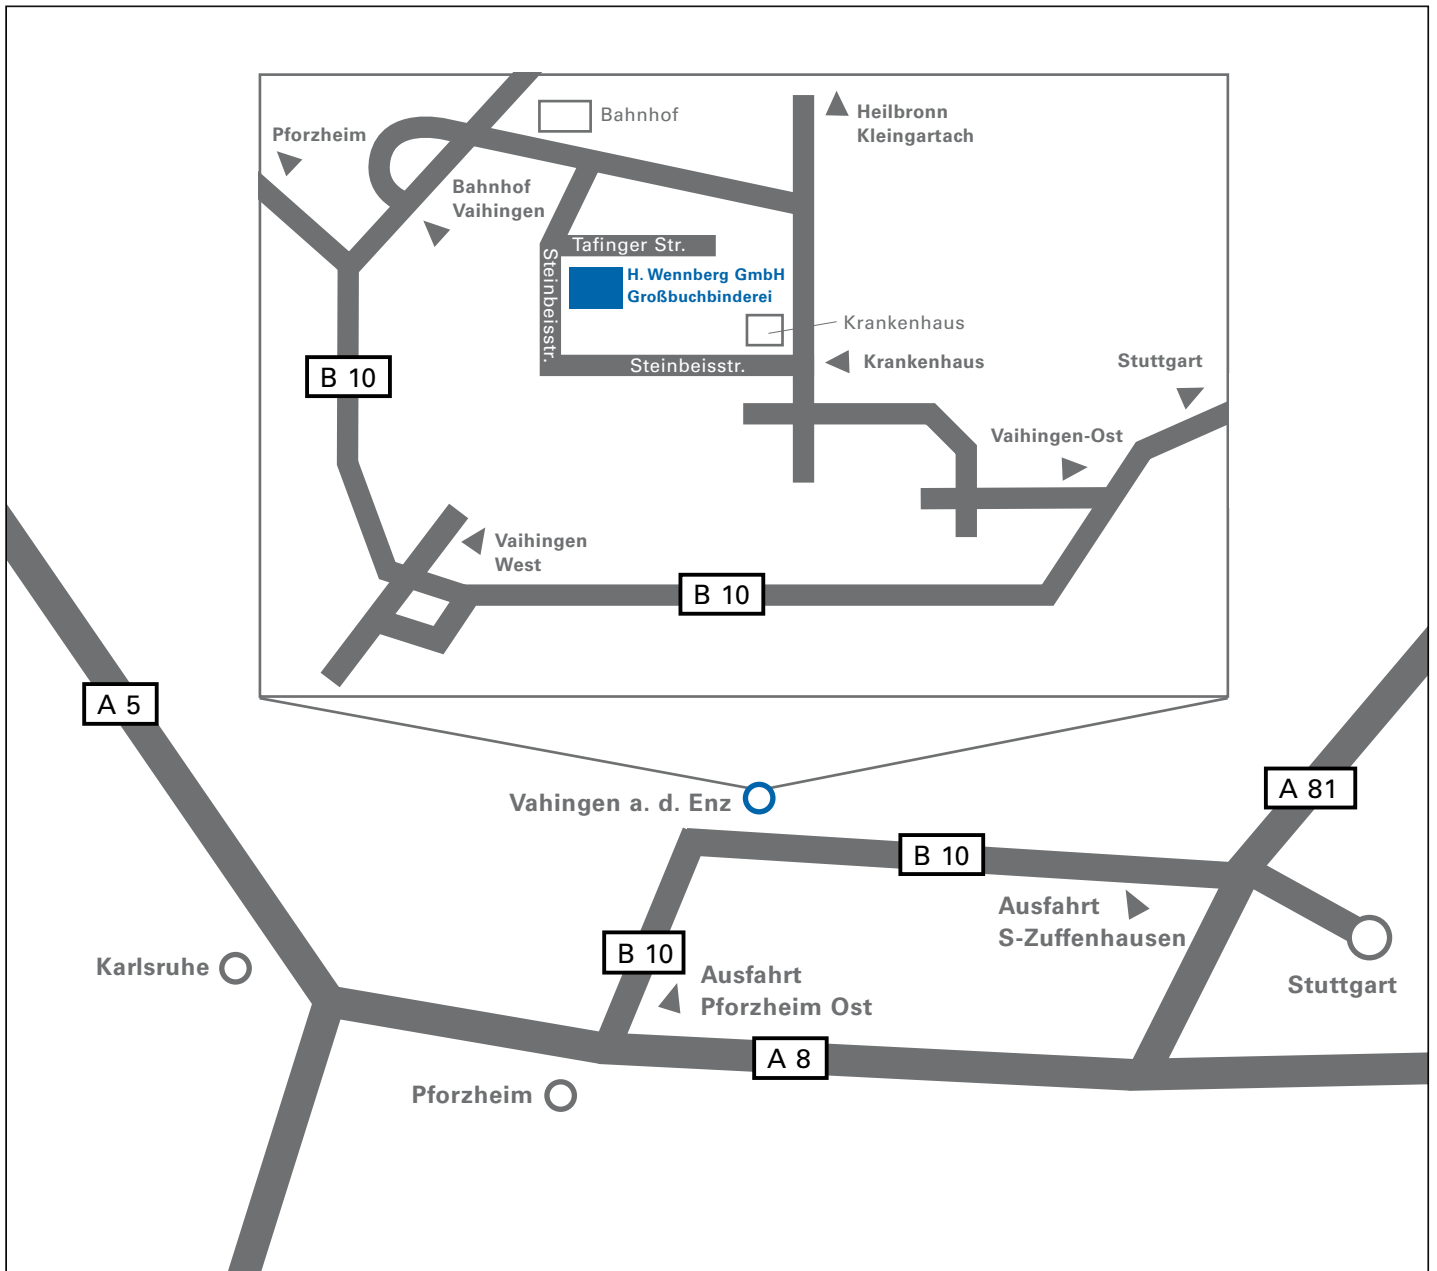 Bahnhof
Heilbronn
Kleingartach
Pforzheim
Bahnhof
Vaihingen
Tafinger Str.
Steinbeisstr.
H. Wennberg GmbH
Großbuchbinderei
Krankenhaus
Krankenhaus
Steinbeisstr.
Stuttgart
B 10
Vaihingen-Ost
Vaihingen
West
B 10
A 5
A 81
Vahingen a. d. Enz
B 10
Ausfahrt
S-Zuffenhausen
B 10
Karlsruhe
Ausfahrt
Pforzheim Ost
Stuttgart
A 8
Pforzheim